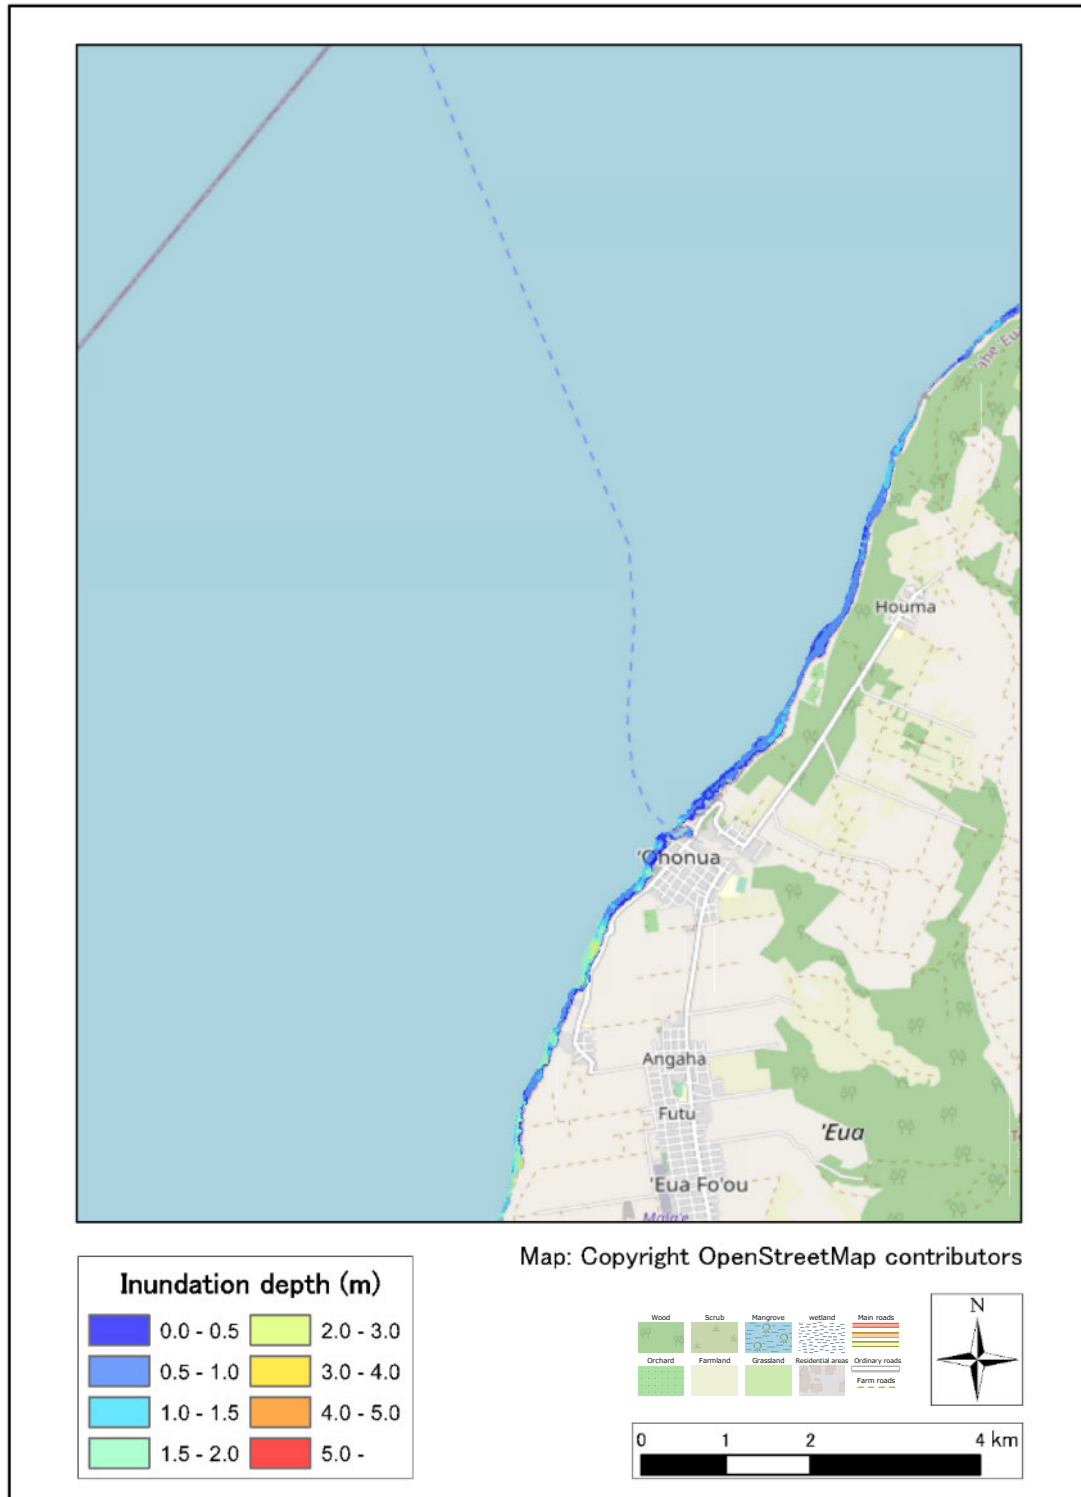 Houma
'Ohonua
Angaha
Futu
'Eua
'Eua Fo'ou
Mala'e
Map: Copyright OpenStreetMap contributors
Inundation depth (m)
0.0 - 0.5
2.0 - 3.0
0.5 - 1.0
3.0 - 4.0
1.0 - 1.5
4.0 - 5.0
1.5 - 2.0
5.0 -
Wood
Scrub
Mangrove
wetland
Main roads
Orchard
Farmland
Grassland
Residential areas
Ordinary roads
Farm roads
N
0 1 2 4 km